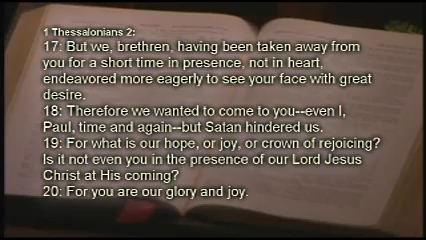 1 Thessalonians 2:
17: But we, brethren, having been taken away from
you for a short time in presence, not in heart,
endeavored more eagerly to see your face with great
desire.
18: Therefore we wanted to come to you--even I,
Paul, time and again--but Satan hindered us.
19: For what is our hope, or joy, or crown of rejoicing?
Is it not even you in the presence of our Lord Jesus
Christ at His coming?
20: For you are our glory and joy.